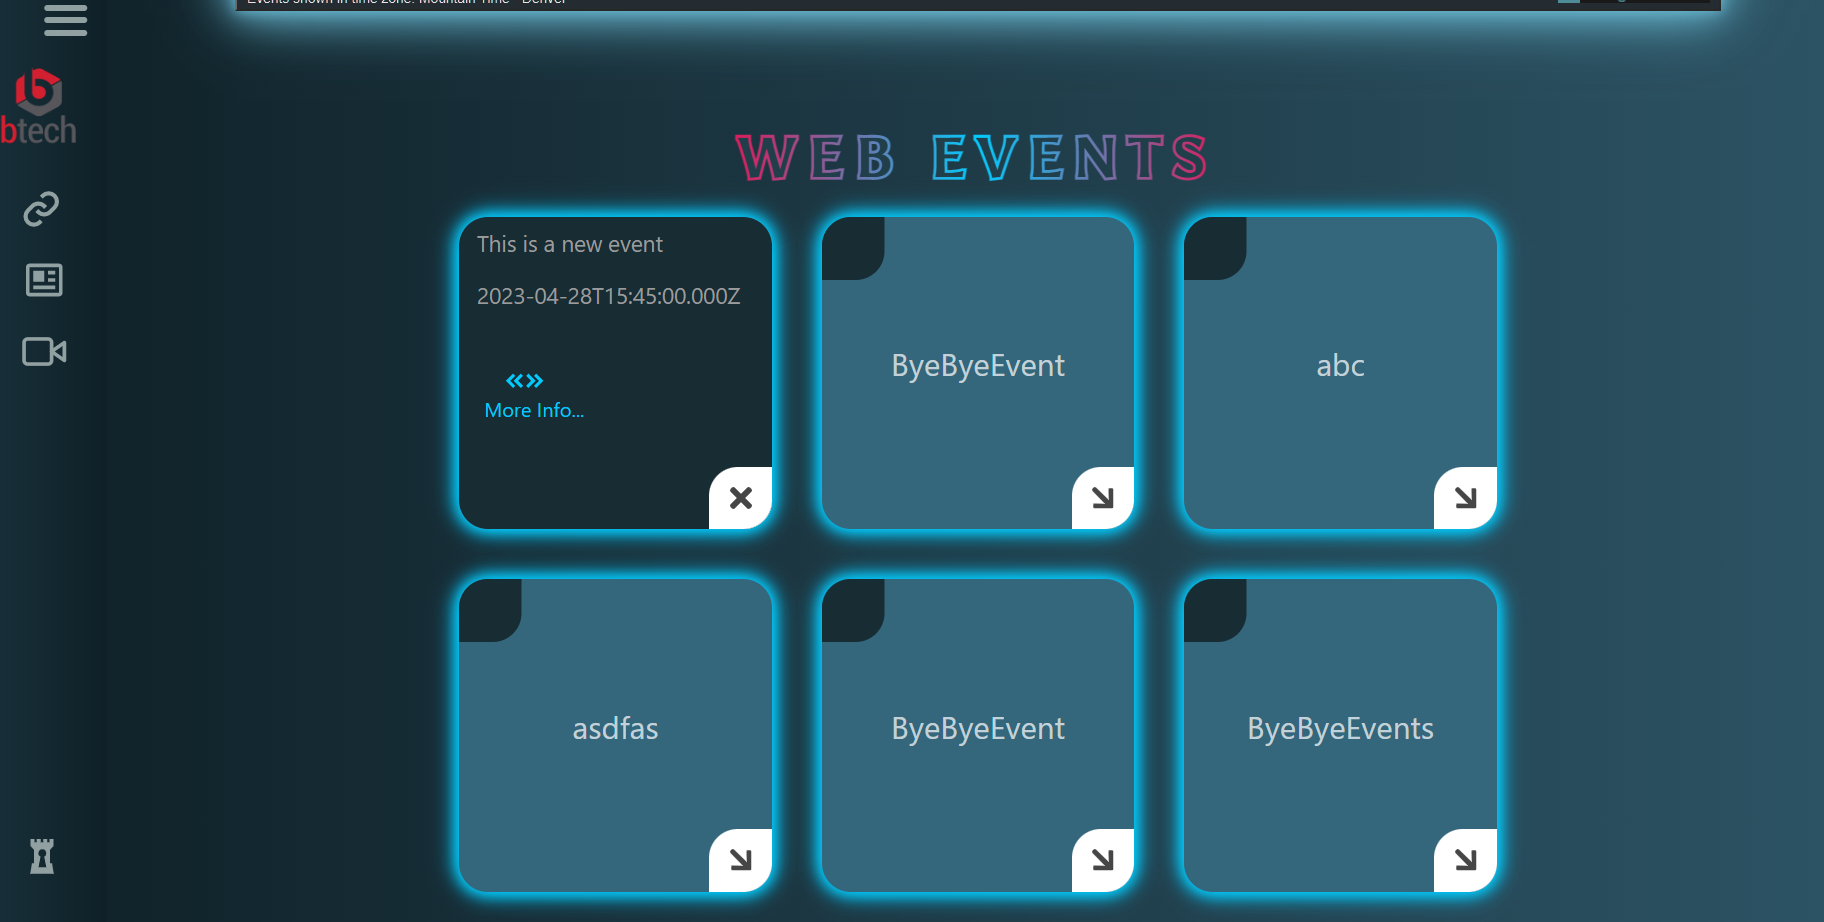 Events shown in time zone: Mountain Time - Denver
btech
WEB EVENTS
This is a new event
2023-04-28T15:45:00.000Z
«»
More Info...
ByeByeEvent
abc
asdfas
ByeByeEvent
ByeByeEvents